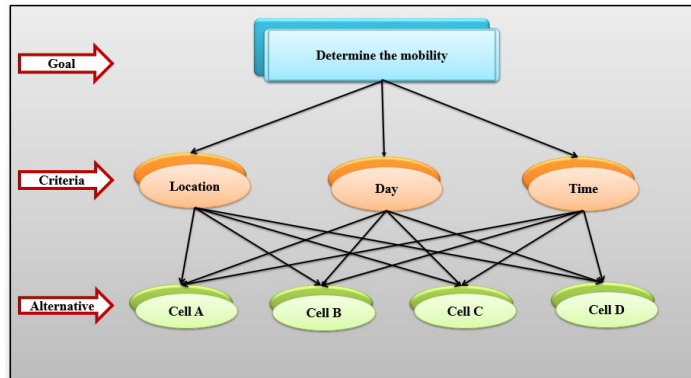 Goal
Determine the mobility
Criteria
Location
Day
Time
Alternative
Cell A
Cell B
Cell C
Cell D